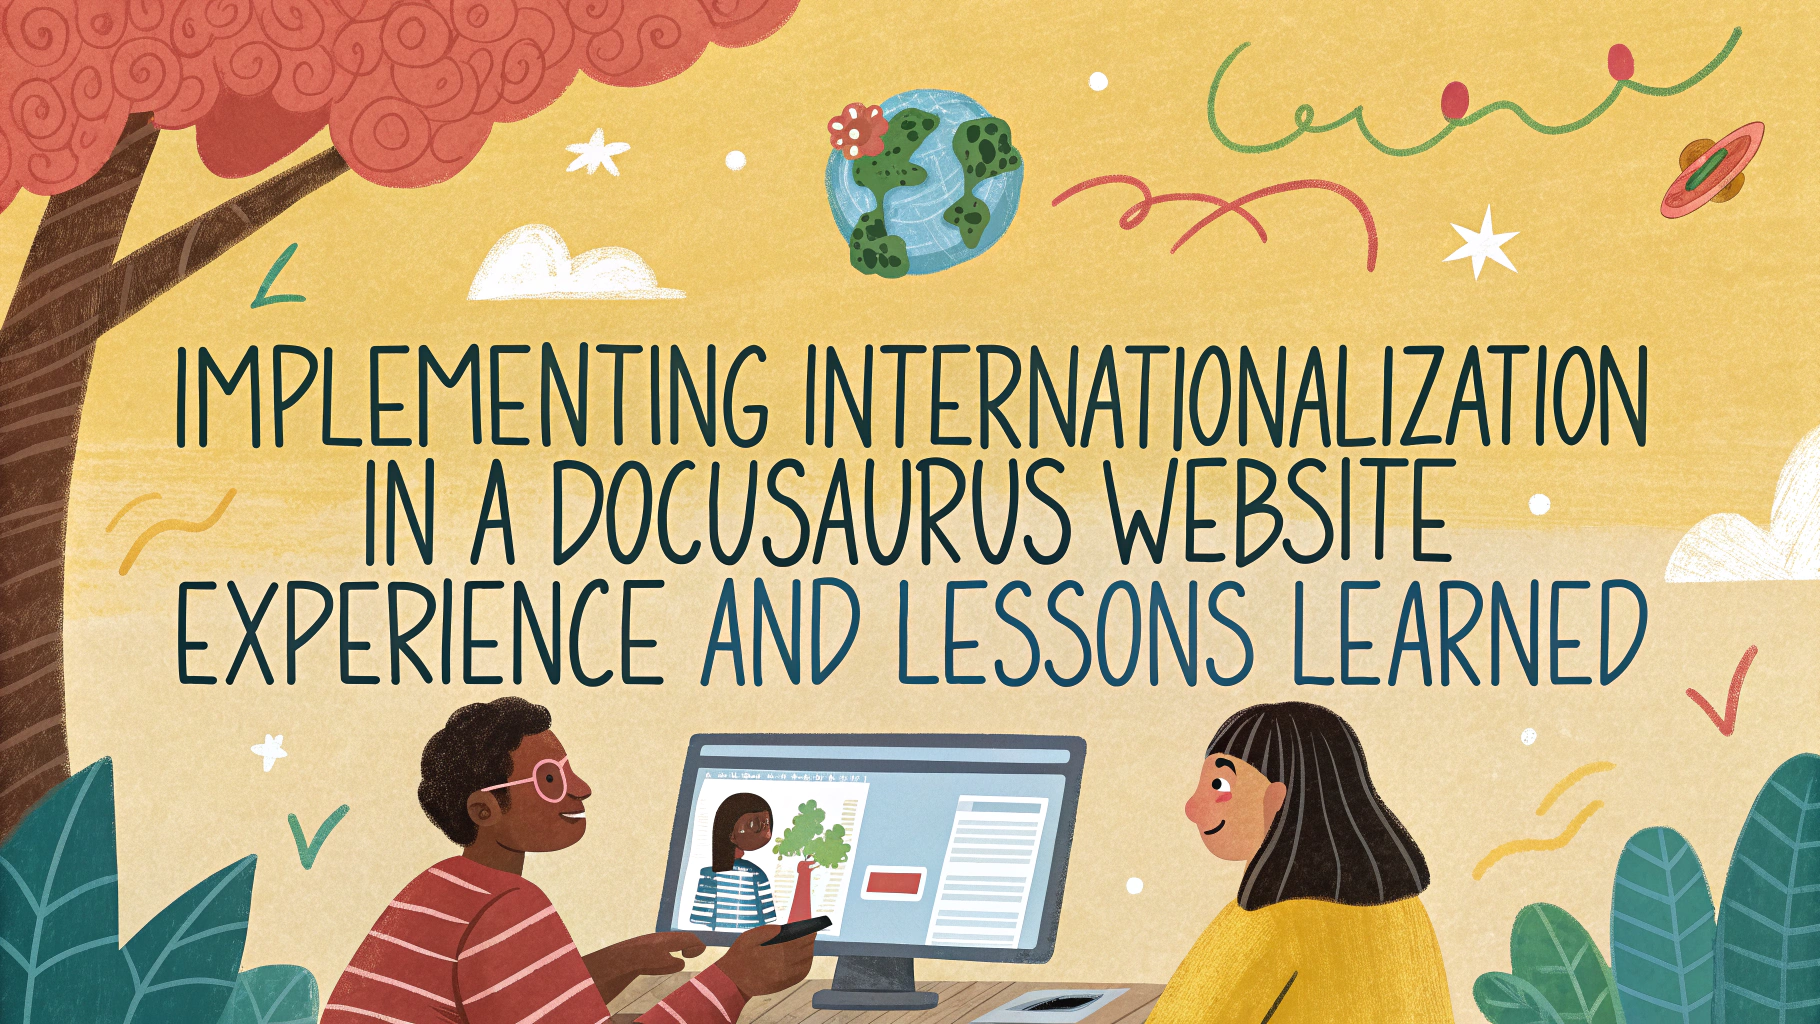 IMPLEMENTING INTERNATIONALIZATION
IN A DOCUSAURUS WEBSITE
EXPERIENCE AND LESSONS LEARNED